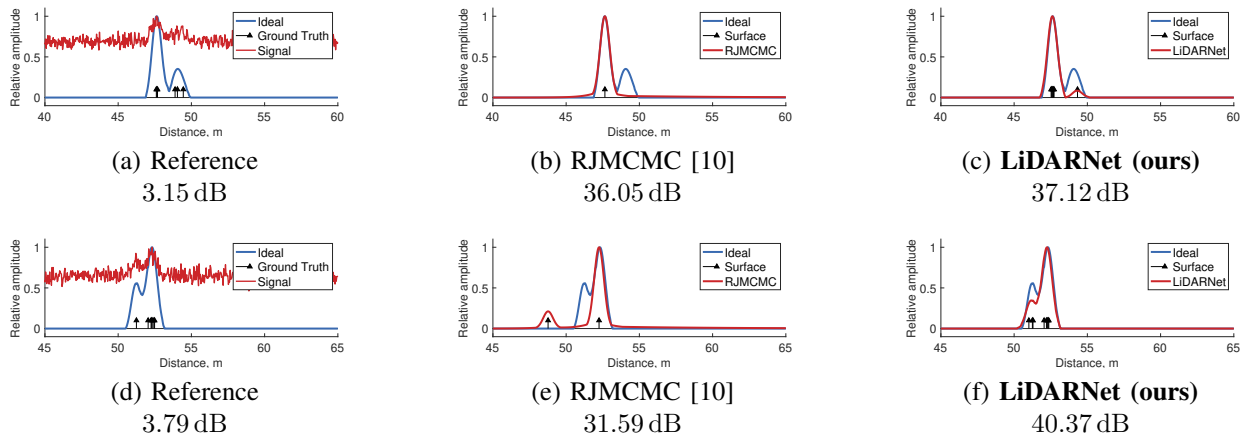 Relative amplitude
1
0.5
0
Ideal
Ground Truth
Signal
40 45 50 55 60
Distance, m
(a) Reference
3.15 dB
Relative amplitude
1
0.5
0
Ideal
Surface
RJMCMC
40 45 50 55 60
Distance, m
(b) RJMCMC [10]
36.05 dB
Relative amplitude
1
0.5
0
Ideal
Surface
LiDARNet
40 45 50 55 60
Distance, m
(c) LiDARNet (ours)
37.12 dB
Relative amplitude
1
0.5
0
Ideal
Ground Truth
Signal
45 50 55 60 65
Distance, m
(d) Reference
3.79 dB
Relative amplitude
1
0.5
0
Ideal
Surface
RJMCMC
45 50 55 60 65
Distance, m
(e) RJMCMC [10]
31.59 dB
Relative amplitude
1
0.5
0
Ideal
Surface
LiDARNet
45 50 55 60 65
Distance, m
(f) LiDARNet (ours)
40.37 dB